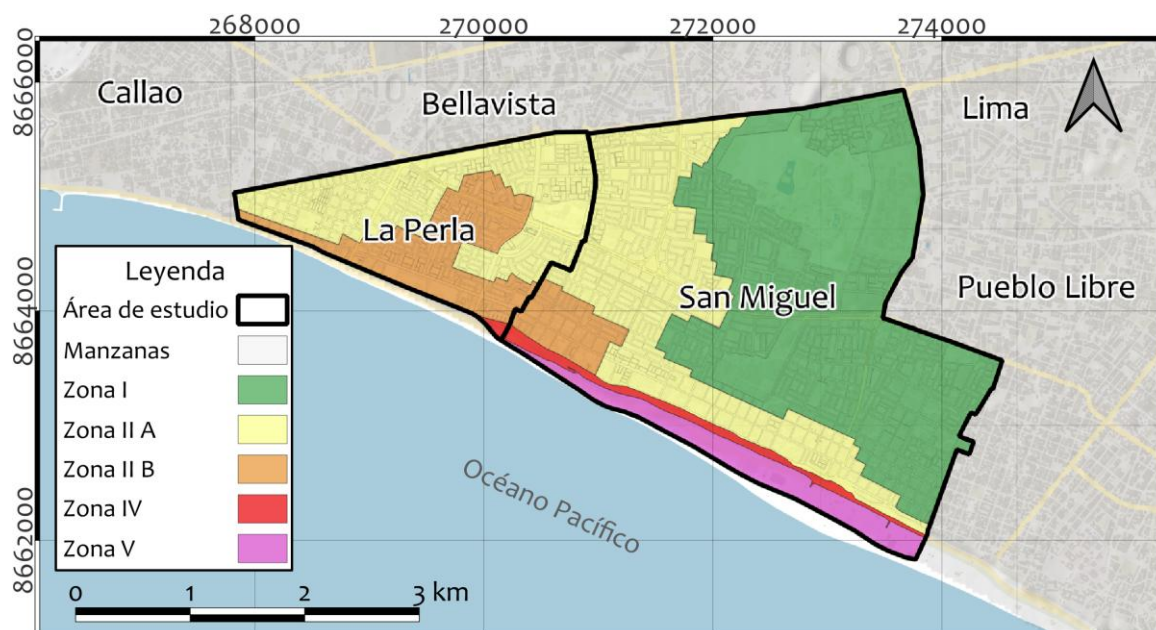 268000 270000 272000 274000
8666000
8664000
8662000
Callao
Bellavista
Lima
La Perla
San Miguel
Pueblo Libre
Océano Pacífico
Leyenda
Área de estudio
Manzanas
Zona I
Zona II A
Zona II B
Zona IV
Zona V
0 1 2 3 km